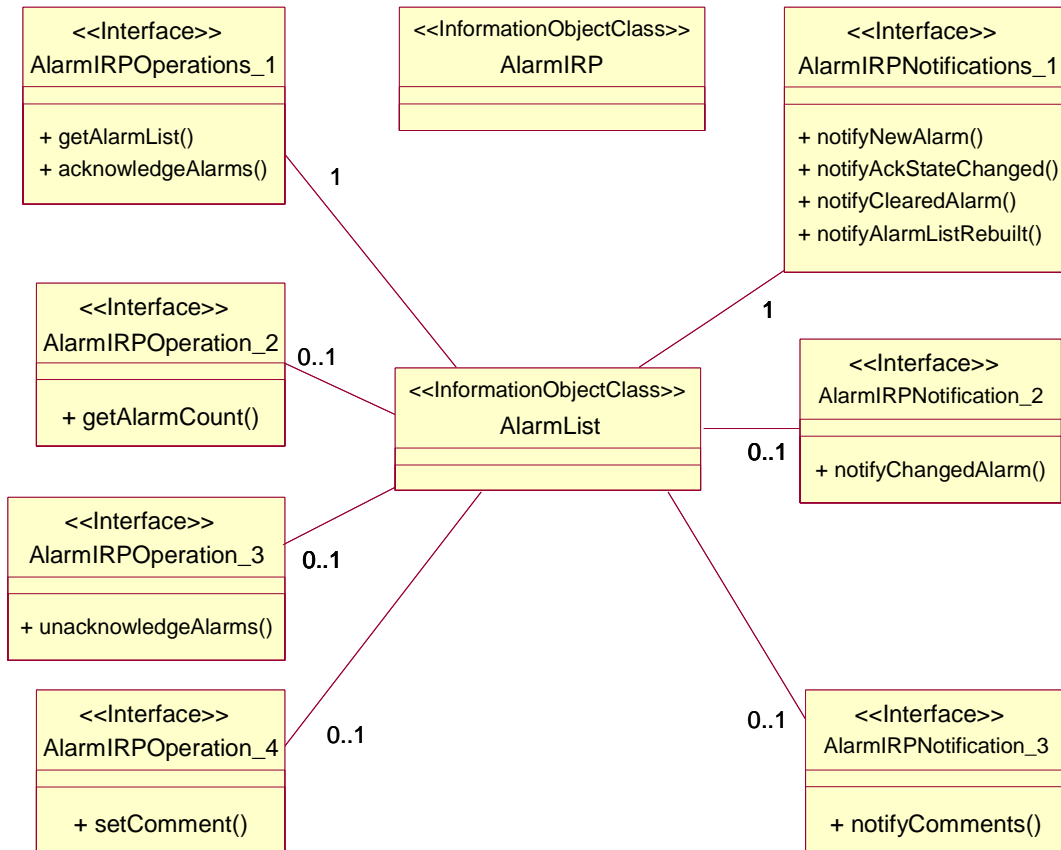 <<Interface>>
AlarmIRPOperations_1
+ getAlarmList()
+ acknowledgeAlarms()
<<InformationObjectClass>>
AlarmIRP
<<Interface>>
AlarmIRPNotifications_1
+ notifyNewAlarm()
+ notifyAckStateChanged()
+ notifyClearedAlarm()
+ notifyAlarmListRebuilt()
1
1
<<Interface>>
AlarmIRPOperation_2
+ getAlarmCount()
0..1
<<InformationObjectClass>>
AlarmList
<<Interface>>
AlarmIRPNotification_2
+ notifyChangedAlarm()
0..1
<<Interface>>
AlarmIRPOperation_3
+ unacknowledgeAlarms()
0..1
<<Interface>>
AlarmIRPOperation_4
+ setComment()
0..1
0..1
<<Interface>>
AlarmIRPNotification_3
+ notifyComments()